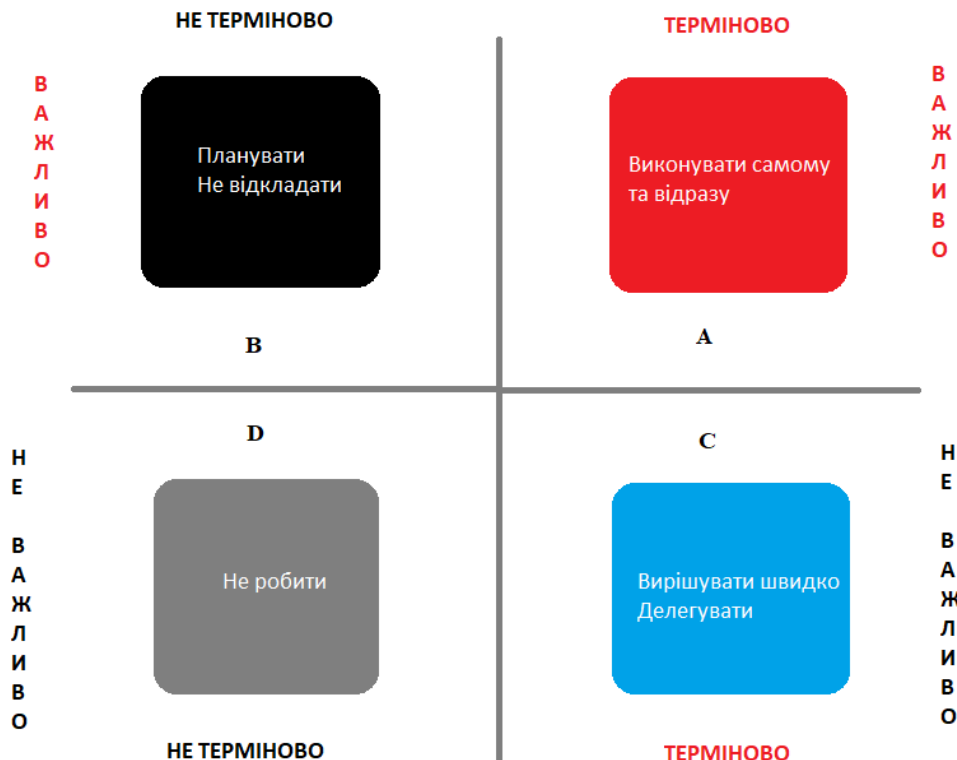 НЕ ТЕРМІНОВО
ТЕРМІНОВО
ВАЖЛИВО
Планувати
Не відкладати
Виконувати самому
та відразу
ВАЖЛИВО
B
A
D
C
НЕ ВАЖЛИВО
Не робити
Вирішувати швидко
Делегувати
НЕ ВАЖЛИВО
НЕ ТЕРМІНОВО
ТЕРМІНОВО